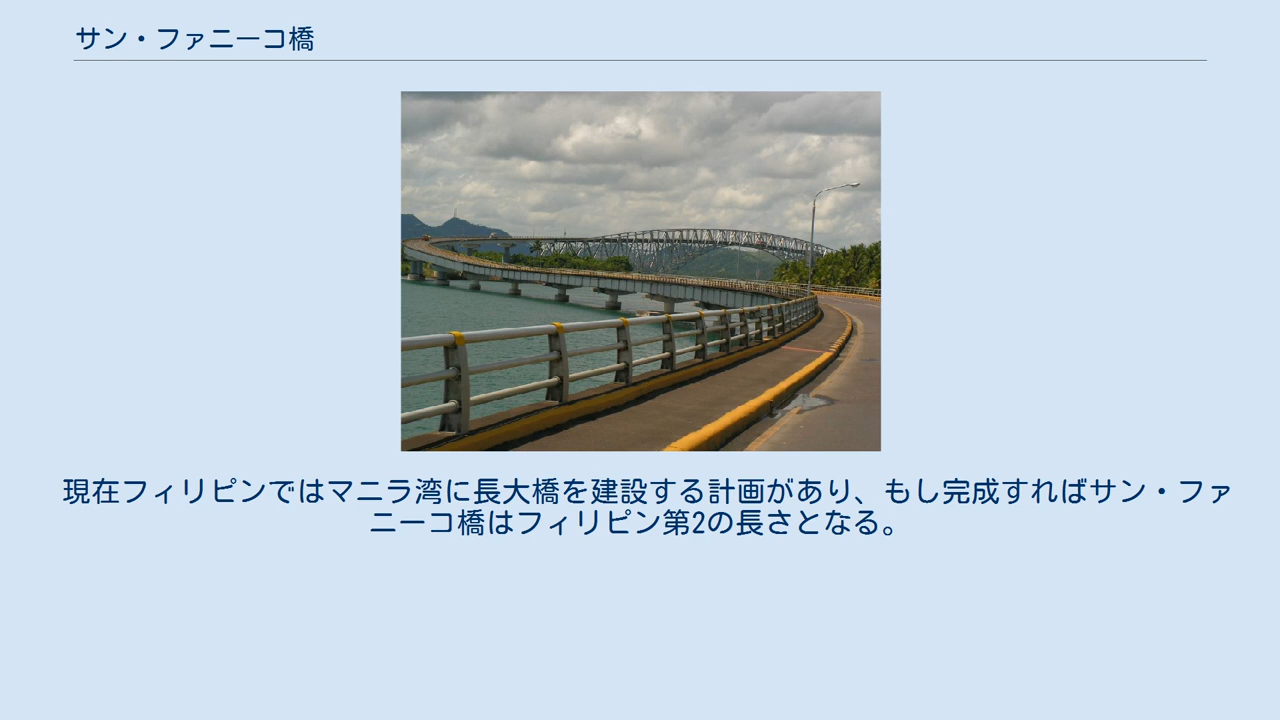 サン・ファニーコ橋
現在フィリピンではマニラ湾に長大橋を建設する計画があり、もし完成すればサン・ファ
ニーコ橋はフィリピン第2の長さとなる。